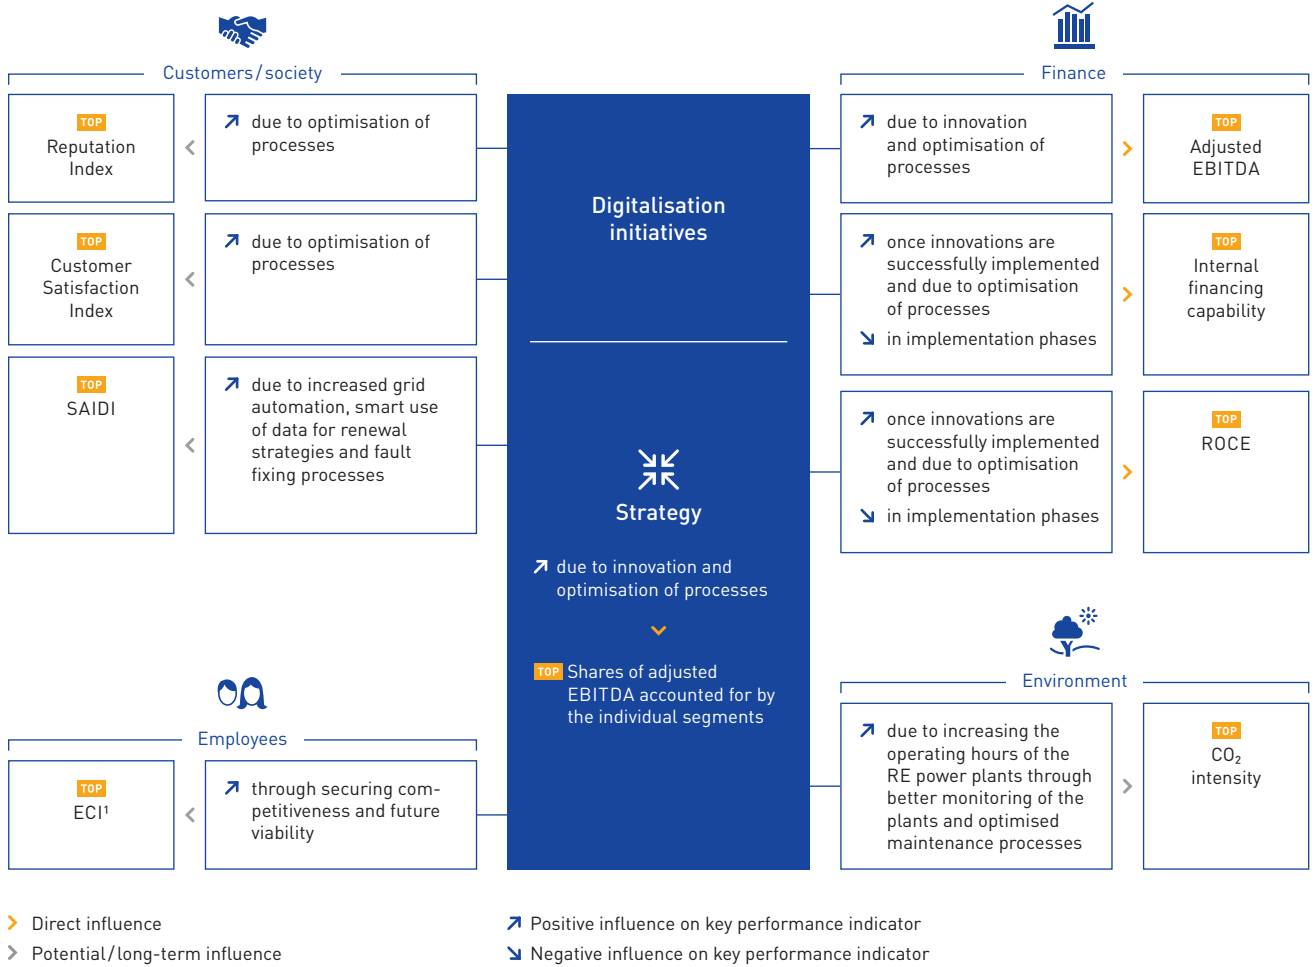 Customers/society
TOP
Reputation
Index
due to optimisation of
processes
TOP
Customer
Satisfaction
Index
due to optimisation of
processes
TOP
SAIDI
due to increased grid
automation, smart use
of data for renewal
strategies and fault
fixing processes
Employees
TOP
ECI¹
through securing com-
petitiveness and future
viability
Digitalisation
initiatives
Strategy
due to innovation and
optimisation of processes
TOP Shares of adjusted
EBITDA accounted for by
the individual segments
Finance
due to innovation
and optimisation of
processes
TOP
Adjusted
EBITDA
once innovations are
successfully implemented
and due to optimisation
of processes
in implementation phases
TOP
Internal
financing
capability
once innovations are
successfully implemented
and due to optimisation
of processes
in implementation phases
TOP
ROCE
Environment
due to increasing the
operating hours of the
RE power plants through
better monitoring of the
plants and optimised
maintenance processes
TOP
CO₂
intensity
Direct influence
Potential/long-term influence
Positive influence on key performance indicator
Negative influence on key performance indicator